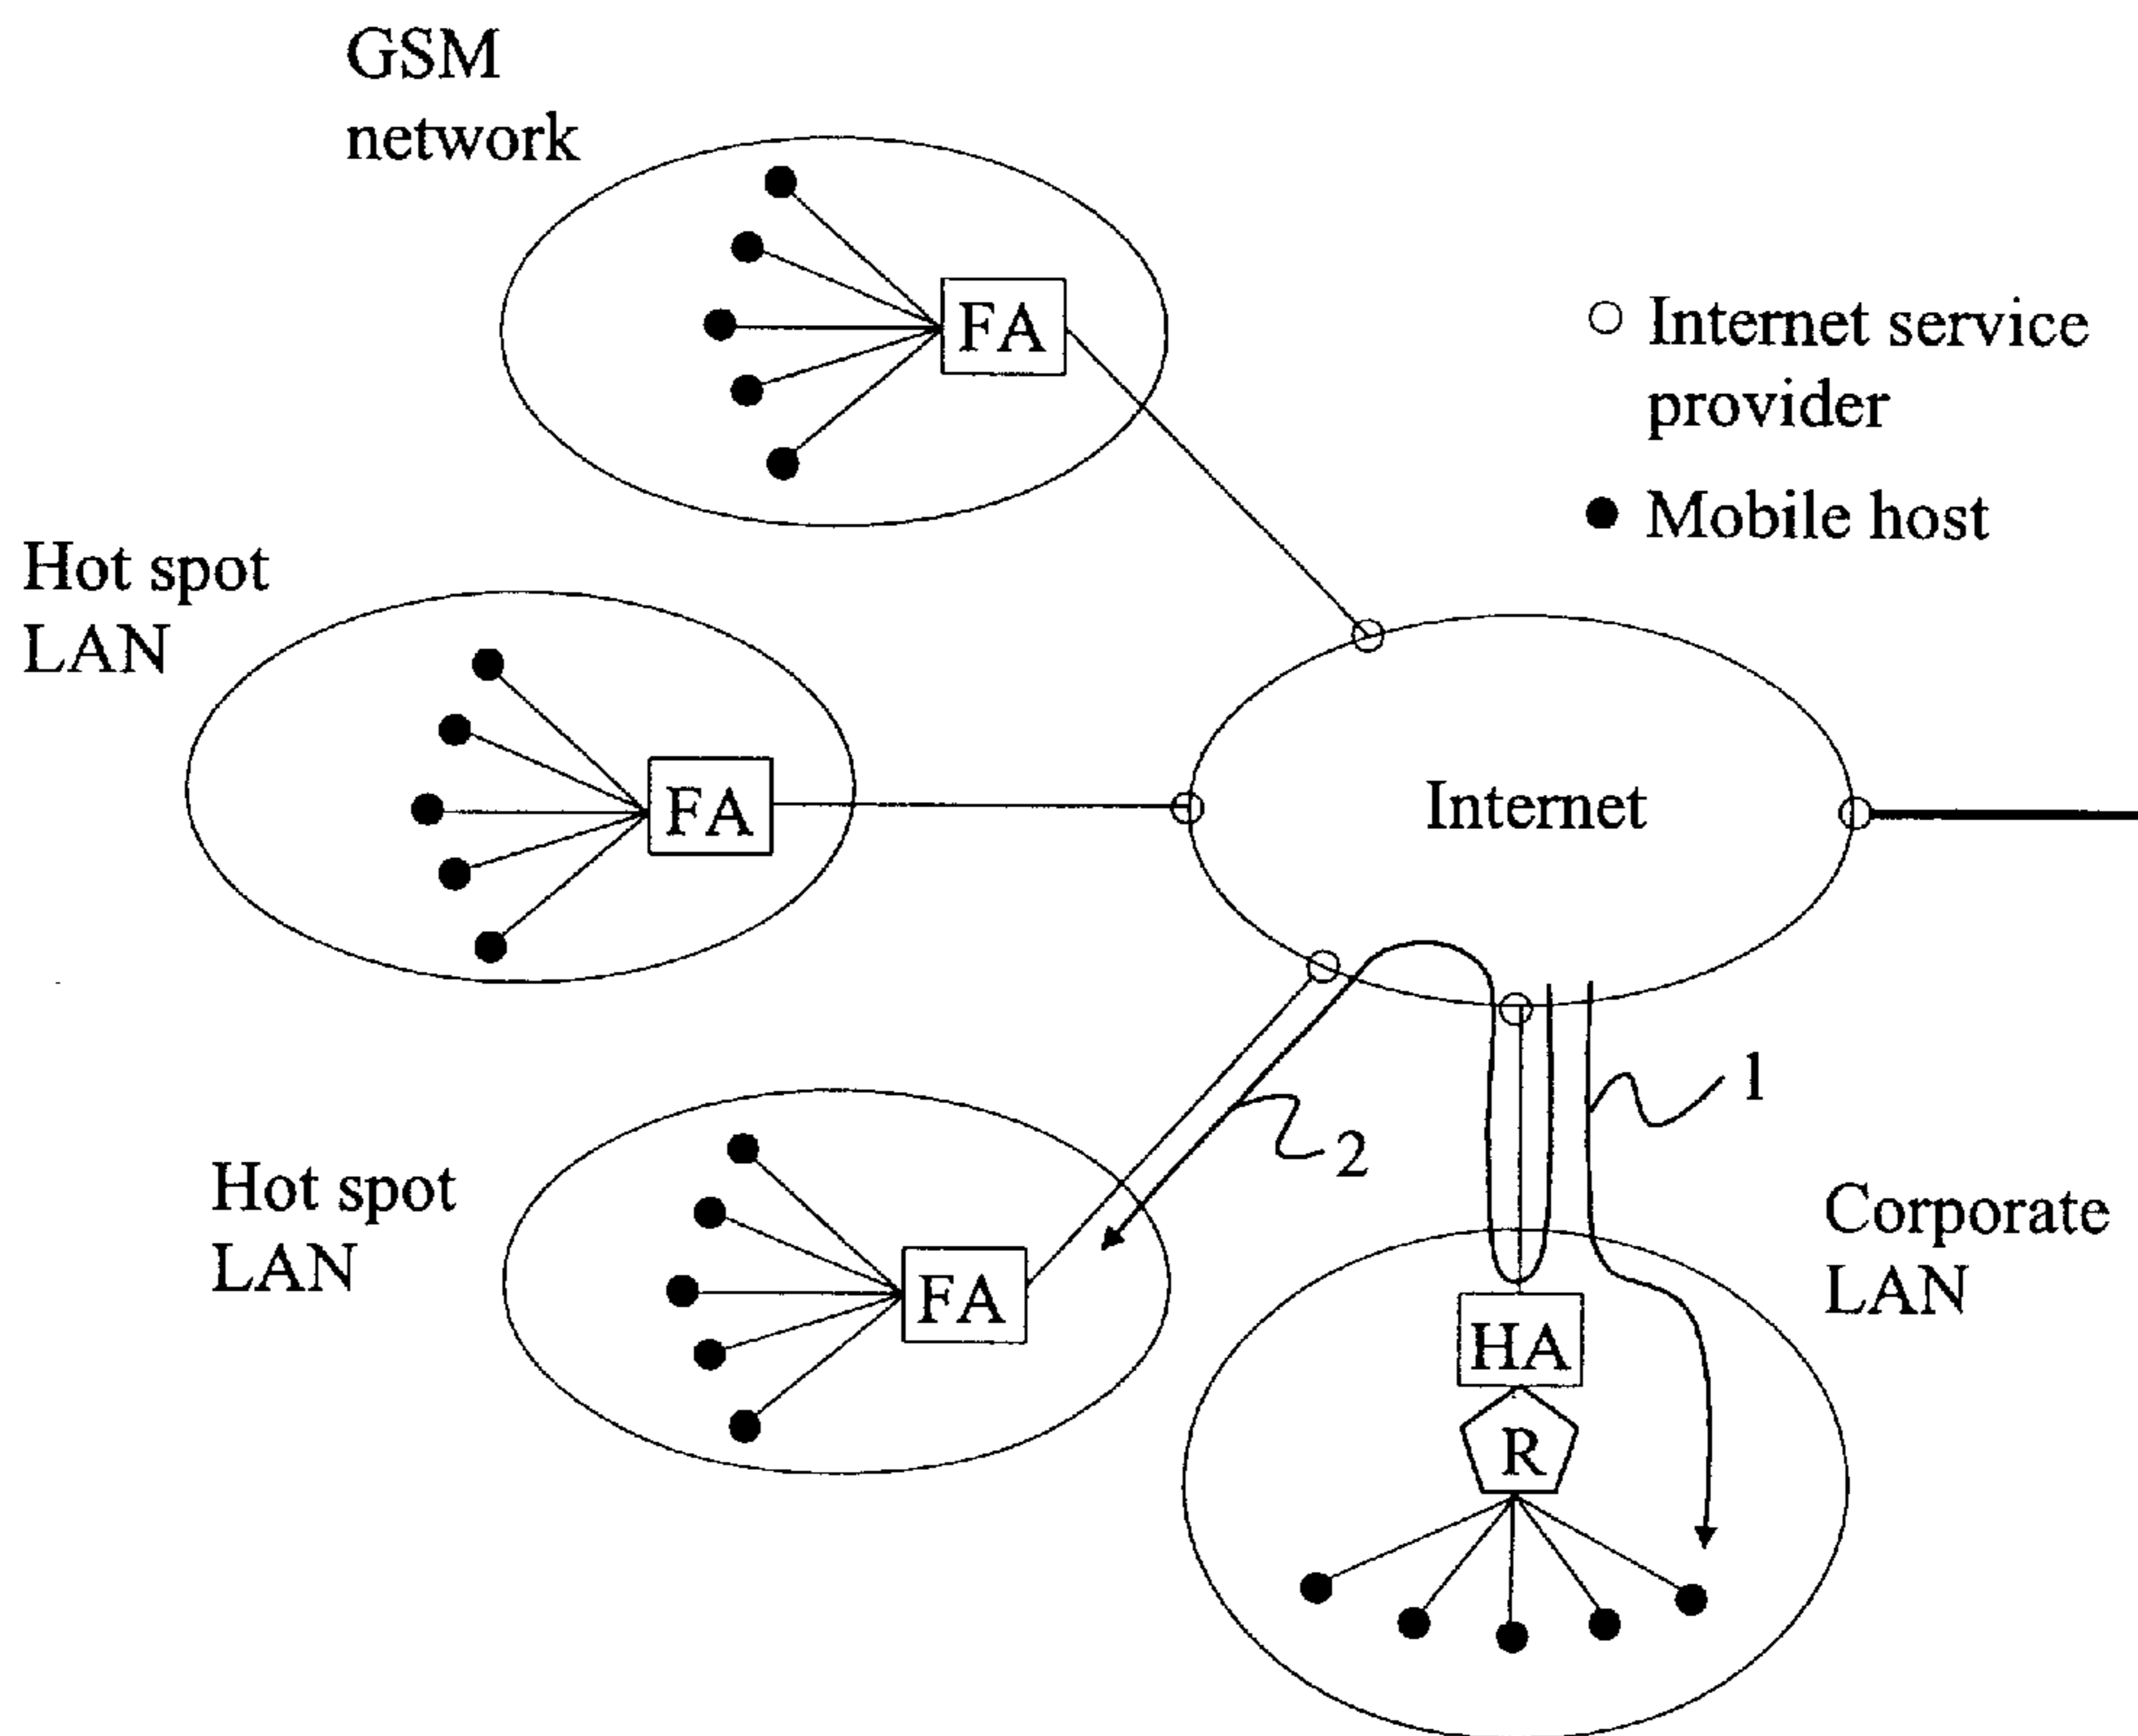 GSM
network
FA
Internet service
provider
Mobile host
Hot spot
LAN
FA
Internet
1
2
Hot spot
LAN
FA
Corporate
LAN
HA
R